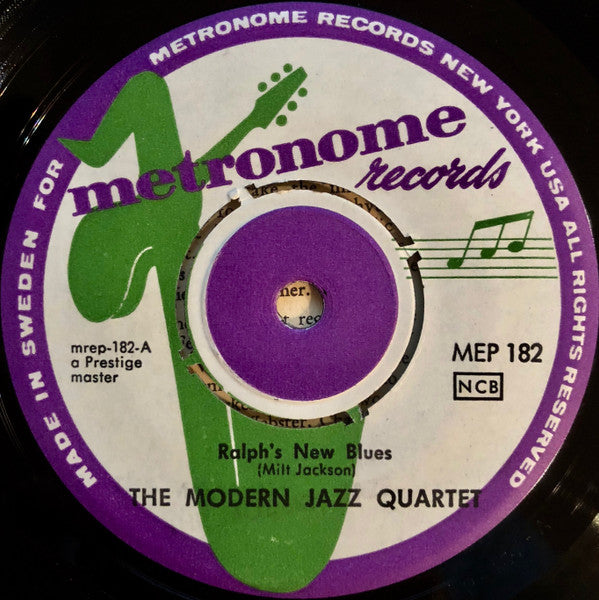 MADE IN SWEDEN FOR METRONOME RECORDS NEW YORK USA ALL RIGHTS RESERVED
metronome
records
mrep-182-A
a Prestige
master
MEP 182
NCB
Ralph's New Blues
(Milt Jackson)
THE MODERN JAZZ QUARTET